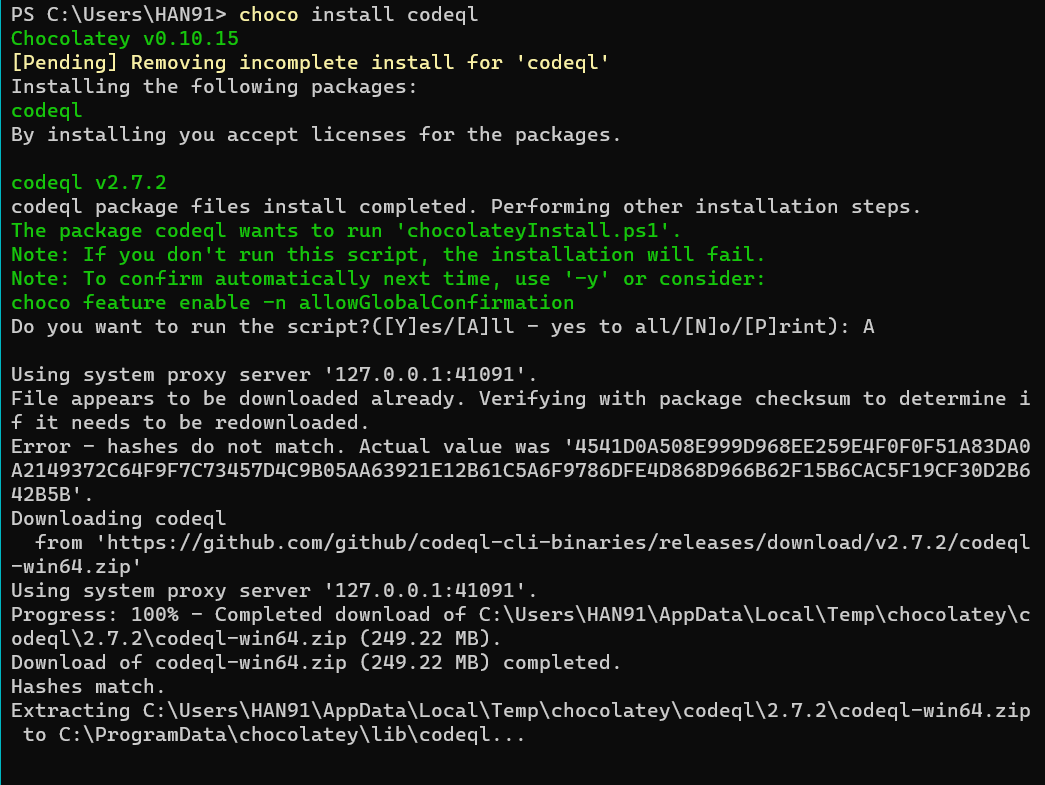 PS C:\Users\HAN91> choco install codeql
Chocolatey v0.10.15
[Pending] Removing incomplete install for 'codeql'
Installing the following packages:
codeql
By installing you accept licenses for the packages.
codeql v2.7.2
codeql package files install completed. Performing other installation steps.
The package codeql wants to run 'chocolateyInstall.ps1'.
Note: If you don't run this script, the installation will fail.
Note: To confirm automatically next time, use '-y' or consider:
choco feature enable -n allowGlobalConfirmation
Do you want to run the script?([Y]es/[A]ll - yes to all/[N]o/[P]rint): A
Using system proxy server '127.0.0.1:41091'.
File appears to be downloaded already. Verifying with package checksum to determine i
f it needs to be redownloaded.
Error - hashes do not match. Actual value was '4541D0A508E999D968EE259E4F0F0F51A83DA0
A2149372C64F9F7C73457D4C9B05AA63921E12B61C5A6F9786DFE4D868D966B62F15B6CAC5F19CF30D2B6
42B5B'.
Downloading codeql
  from 'https://github.com/github/codeql-cli-binaries/releases/download/v2.7.2/codeql
-win64.zip'
Using system proxy server '127.0.0.1:41091'.
Progress: 100% - Completed download of C:\Users\HAN91\AppData\Local\Temp\chocolatey\c
odeql\2.7.2\codeql-win64.zip (249.22 MB).
Download of codeql-win64.zip (249.22 MB) completed.
Hashes match.
Extracting C:\Users\HAN91\AppData\Local\Temp\chocolatey\codeql\2.7.2\codeql-win64.zip
 to C:\ProgramData\chocolatey\lib\codeql...